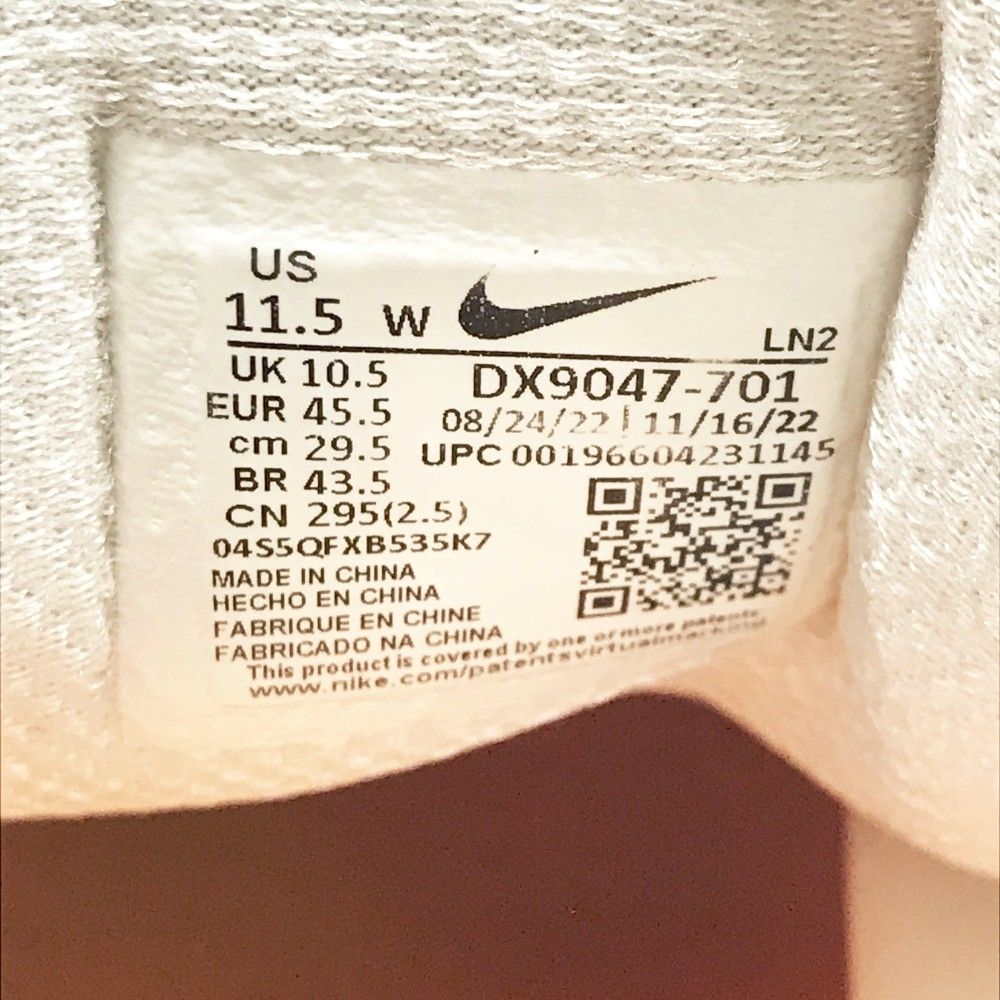 US
11.5 W
LN2
UK 10.5
EUR 45.5
cm 29.5
BR 43.5
CN 295(2.5)
DX9047-701
08/24/22 | 11/16/22
UPC 00196604231145
04S5QFXB535K7
MADE IN CHINA
HECHO EN CHINA
FABRIQUE EN CHINE
FABRICADO NA CHINA
This product is covered by one or more patents.
www.nike.com/patentsvirtualmarking